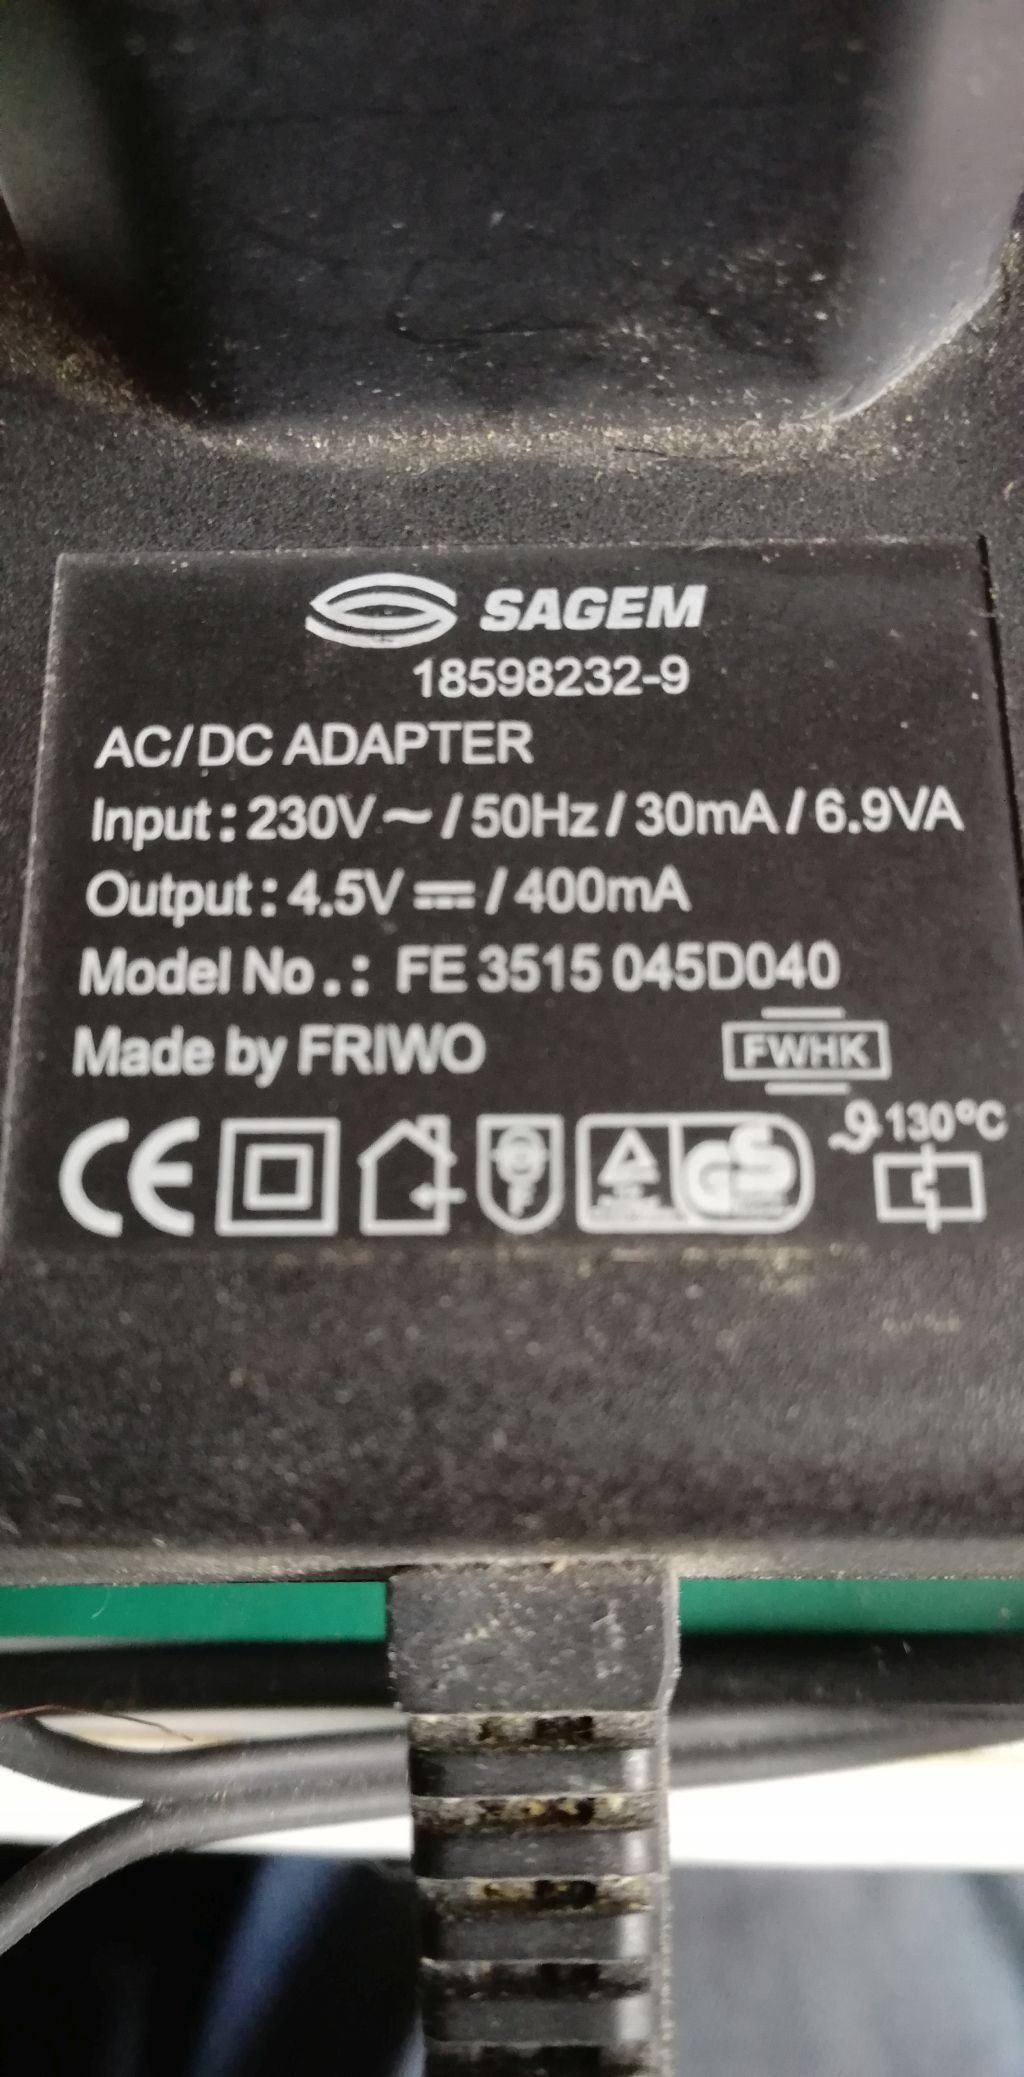 SAGEM
18598232-9
AC/DC ADAPTER
Input : 230V ~ / 50Hz / 30mA / 6.9VA
Output : 4.5V ⎓ / 400mA
Model No . : FE 3515 045D040
Made by FRIWO
FWHK
CE
GS
130°C